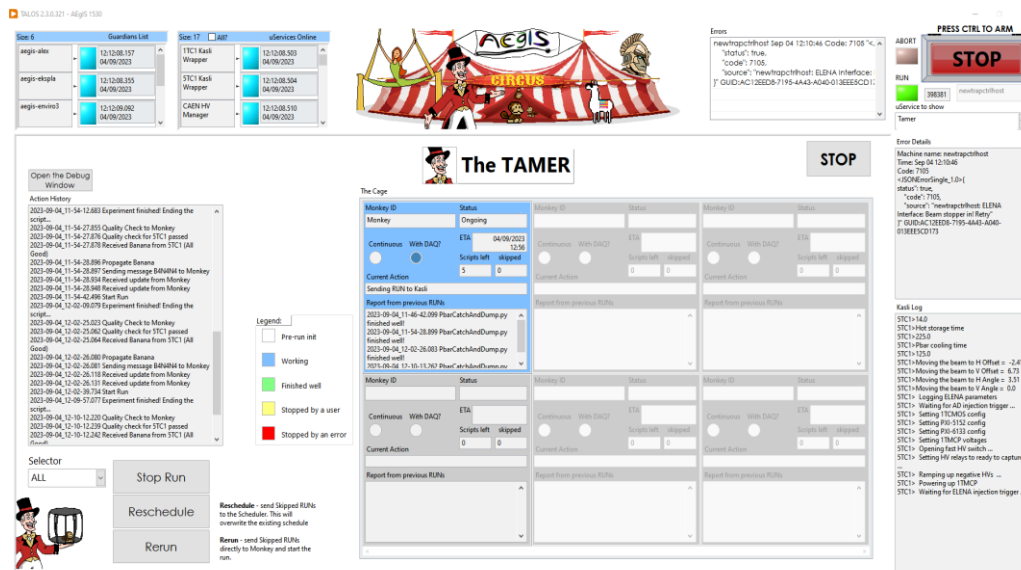 TALOS 2.3.0.321 - AEgIS 1530
Size: 6 Guardians List
aegis-alex 12:12:08.157
04/09/2023
aegis-ekspla 12:12:08.355
04/09/2023
aegis-enviro3 12:12:09.092
04/09/2023
Size: 17 All? uServices Online
1TC1 Kasli
Wrapper
12:12:08.503
04/09/2023
5TC1 Kasli
Wrapper
12:12:08.504
04/09/2023
CAEN HV
Manager
12:12:08.510
04/09/2023
AEgIS
CIRCUS
Errors
newtrapctrlhost Sep 04 12:10:46 Code: 7105 "<,
"status": true,
"code": 7105,
"source": "newtrapctrlhost: ELENA Interface:
}" GUID:AC12EED8-7195-4A43-A040-013EEE5CD17
PRESS CTRL TO ARM
ABORT
STOP
RUN
398381 newtrapctrlhost
uService to show
Tamer
The TAMER
STOP
Open the Debug
Window
Action History
2023-09-04_11-54-12.683 Experiment finished! Ending the
script...
2023-09-04_11-54-27.855 Quality Check to Monkey
2023-09-04_11-54-27.876 Quality check for 5TC1 passed
2023-09-04_11-54-27.878 Received Banana from 5TC1 (All
Good)
2023-09-04_11-54-28.896 Propagate Banana
2023-09-04_11-54-28.897 Sending message B4N4N4 to Monkey
2023-09-04_11-54-28.934 Received update from Monkey
2023-09-04_11-54-28.948 Received update from Monkey
2023-09-04_11-54-42.496 Start Run
2023-09-04_12-02-09.079 Experiment finished! Ending the
script...
2023-09-04_12-02-25.023 Quality Check to Monkey
2023-09-04_12-02-25.062 Quality check for 5TC1 passed
2023-09-04_12-02-25.064 Received Banana from 5TC1 (All
Good)
2023-09-04_12-02-26.080 Propagate Banana
2023-09-04_12-02-26.081 Sending message B4N4N4 to Monkey
2023-09-04_12-02-26.118 Received update from Monkey
2023-09-04_12-02-26.131 Received update from Monkey
2023-09-04_12-02-39.734 Start Run
2023-09-04_12-09-57.077 Experiment finished! Ending the
script...
2023-09-04_12-10-12.220 Quality Check to Monkey
2023-09-04_12-10-12.239 Quality check for 5TC1 passed
2023-09-04_12-10-12.242 Received Banana from 5TC1 (All
Good)
Legend:
Pre-run init
Working
Finished well
Stopped by a user
Stopped by an error
Selector
ALL
Stop Run
Reschedule
Rerun
Reschedule - send Skipped RUNs
to the Scheduler. This will
overwrite the existing schedule
Rerun - send Skipped RUNs
directly to Monkey and start the
run.
The Cage
Monkey ID Status
Monkey Ongoing
Continuous With DAQ? ETA 04/09/2023
12:56
Scripts left skipped
5 0
Current Action
Sending RUN to Kasli
Report from previous RUNs
2023-09-04_11-46-42.099 PbarCatchAndDump.py
finished well!
2023-09-04_11-54-28.899 PbarCatchAndDump.py
finished well!
2023-09-04_12-02-26.083 PbarCatchAndDump.py
finished well!
2023-09-04_12-10-13.262 PbarCatchAndDump.py
Monkey ID Status
Continuous With DAQ? ETA
Scripts left skipped
0 0
Current Action
Report from previous RUNs
Monkey ID Status
Continuous With DAQ? ETA
Scripts left skipped
0 0
Current Action
Report from previous RUNs
Monkey ID Status
Continuous With DAQ? ETA
Scripts left skipped
0 0
Current Action
Report from previous RUNs
Monkey ID Status
Continuous With DAQ? ETA
Scripts left skipped
0 0
Current Action
Report from previous RUNs
Monkey ID Status
Continuous With DAQ? ETA
Scripts left skipped
0 0
Current Action
Report from previous RUNs
Error Details
Machine name: newtrapctrlhost
Time: Sep 04 12:10:46
Code: 7105
<JSONErrorSingle_1.0>{
status": true,
"code": 7105,
"source": "newtrapctrlhost: ELENA
Interface: Beam stopper in! Retry"
}" GUID:AC12EED8-7195-4A43-A040-
013EEE5CD173
Kasli Log
5TC1>14.0
5TC1>Hot storage time
5TC1>225.0
5TC1>Pbar cooling time
5TC1>125.0
5TC1>Moving the beam to H Offset = -2.4
5TC1>Moving the beam to V Offset = 6.73
5TC1>Moving the beam to H Angle = 3.51
5TC1>Moving the beam to V Angle = 0.0
5TC1> Logging ELENA parameters
5TC1> Waiting for AD injection trigger ...
5TC1> Setting 1TCMOS config
5TC1> Setting PXI-5152 config
5TC1> Setting PXI-6133 config
5TC1> Setting 1TMCP voltages
5TC1> Opening fast HV switch ...
5TC1> Setting HV relays to ready to captur
...
5TC1> Ramping up negative HVs ...
5TC1> Powering up 1TMCP
5TC1> Waiting for ELENA injection trigger